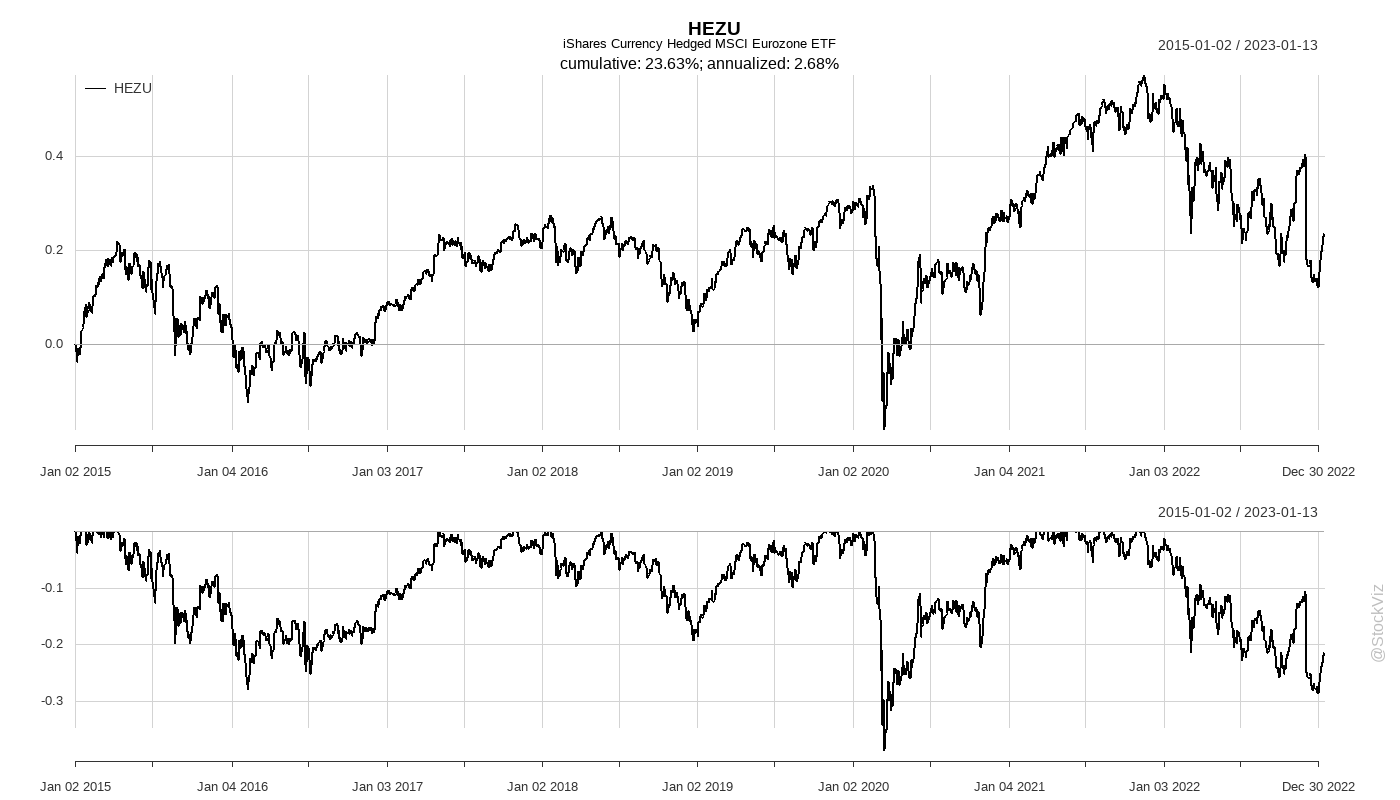 HEZU
iShares Currency Hedged MSCI Eurozone ETF
cumulative: 23.63%; annualized: 2.68%
2015-01-02 / 2023-01-13
HEZU
0.4
0.2
0.0
Jan 02 2015 Jan 04 2016 Jan 03 2017 Jan 02 2018 Jan 02 2019 Jan 02 2020 Jan 04 2021 Jan 03 2022 Dec 30 2022
2015-01-02 / 2023-01-13
-0.1
-0.2
-0.3
Jan 02 2015 Jan 04 2016 Jan 03 2017 Jan 02 2018 Jan 02 2019 Jan 02 2020 Jan 04 2021 Jan 03 2022 Dec 30 2022
@StockViz